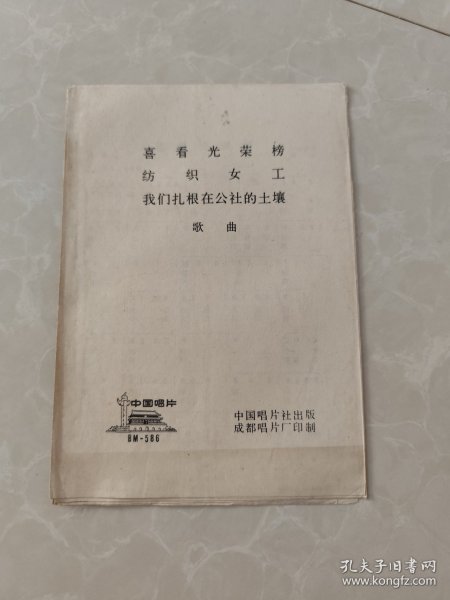 喜看光荣榜
纺织女工
我们扎根在公社的土壤
歌曲
中国唱片
BM-586
中国唱片社出版
成都唱片厂印制
孔夫子旧书网
www.kongfz.com